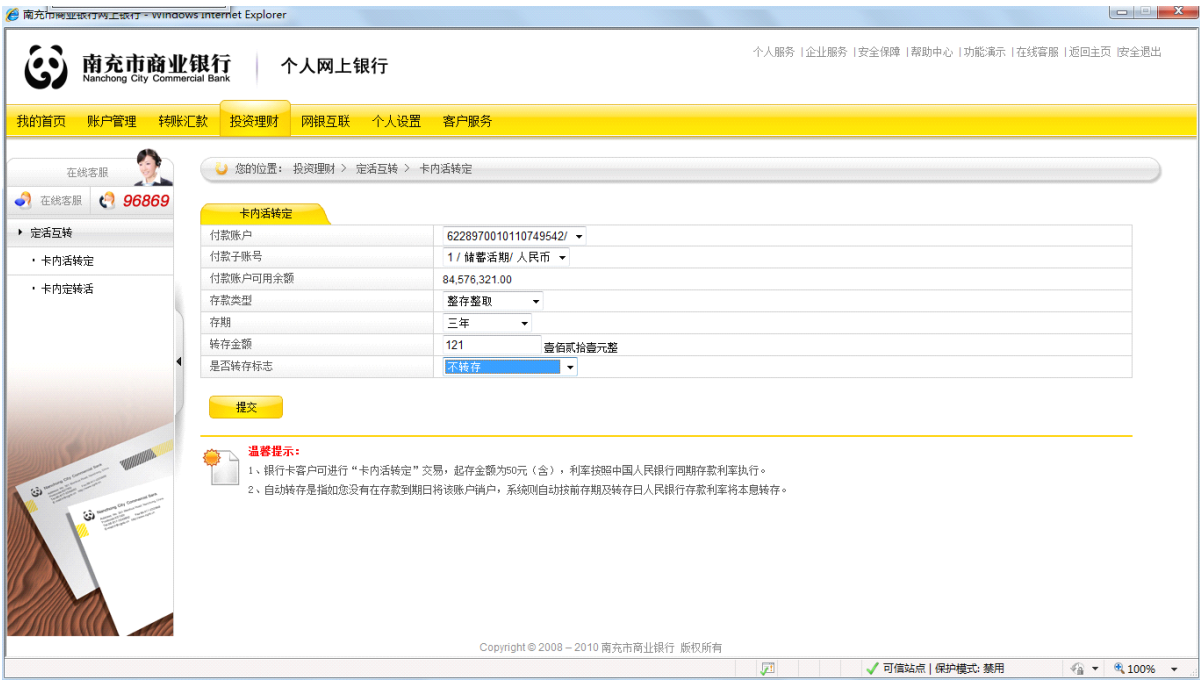 南充市商业银行网上银行 - Windows Internet Explorer
南充市商业银行
Nanchong City Commercial Bank
个人网上银行
个人服务 | 企业服务 | 安全保障 | 帮助中心 | 功能演示 | 在线客服 | 返回主页 | 安全退出
我的首页 账户管理 转账汇款 投资理财 网银互联 个人设置 客户服务
在线客服
在线客服 96869
定活互转
· 卡内活转定
· 卡内定转活
您的位置: 投资理财 > 定活互转 > 卡内活转定
卡内活转定
付款账户 6228970010110749542/
付款子账号 1 / 储蓄活期/ 人民币
付款账户可用余额 84,576,321.00
存款类型 整存整取
存期 三年
转存金额 121 壹佰贰拾壹元整
是否转存标志 不转存
提交
温馨提示:
1、银行卡客户可进行“卡内活转定”交易，起存金额为50元（含），利率按照中国人民银行同期存款利率执行。
2、自动转存是指如您没有在存款到期日将该账户销户，系统则自动按前存期及转存日人民银行存款利率将本息转存。
Nanchong City Commercial Bank
Nanchong City Commercial Bank
Copyright © 2008 – 2010 南充市商业银行 版权所有
可信站点 | 保护模式: 禁用
100%